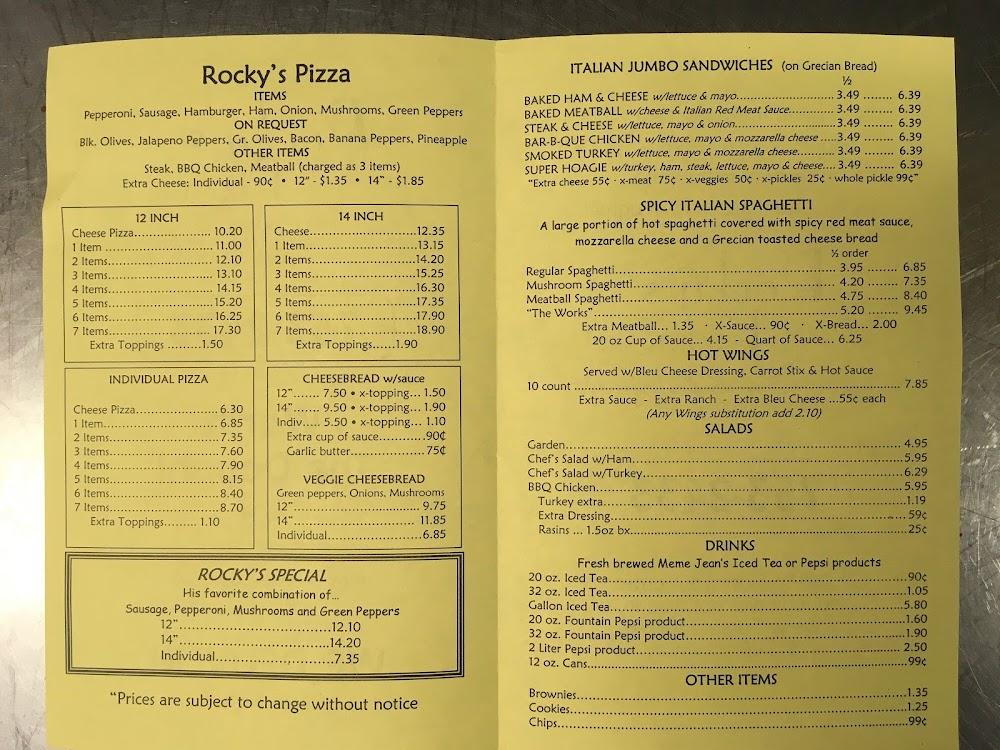 Rocky's Pizza
ITEMS
Pepperoni, Sausage, Hamburger, Ham, Onion, Mushrooms, Green Peppers
ON REQUEST
Blk. Olives, Jalapeno Peppers, Gr. Olives, Bacon, Banana Peppers, Pineapple
OTHER ITEMS
Steak, BBQ Chicken, Meatball (charged as 3 items)
Extra Cheese: Individual - 90¢ • 12" - $1.35 • 14" - $1.85
12 INCH
Cheese Pizza..................... 10.20
1 Item ............................... 11.00
2 Items............................. 12.10
3 Items............................. 13.10
4 Items............................. 14.15
5 Items............................. 15.20
6 Items............................. 16.25
7 Items............................. 17.30
Extra Toppings .......1.50
14 INCH
Cheese.............................12.35
1 Item...............................13.15
2 Items.............................14.20
3 Items.............................15.25
4 Items.............................16.30
5 Items.............................17.35
6 Items.............................17.90
7 Items.............................18.90
Extra Toppings......1.90
INDIVIDUAL PIZZA
Cheese Pizza.....................6.30
1 Item...............................6.85
2 Items.............................7.35
3 Items.............................7.60
4 Items.............................7.90
5 Items.............................8.15
6 Items.............................8.40
7 Items.............................8.70
Extra Toppings......... 1.10
CHEESEBREAD w/sauce
12"....... 7.50 • x-topping... 1.50
14"....... 9.50 • x-topping... 1.90
Indiv..... 5.50 • x-topping... 1.10
Extra cup of sauce............90¢
Garlic butter....................75¢
VEGGIE CHEESEBREAD
Green peppers, Onions, Mushrooms
12"................................ 9.75
14"................................ 11.85
Individual.......................6.85
ROCKY'S SPECIAL
His favorite combination of...
Sausage, Pepperoni, Mushrooms and Green Peppers
12"...................................12.10
14"...................................14.20
Individual.........................7.35
"Prices are subject to change without notice
ITALIAN JUMBO SANDWICHES (on Grecian Bread)
½
BAKED HAM & CHEESE w/lettuce & mayo.................... 3.49 ........ 6.39
BAKED MEATBALL w/cheese & Italian Red Meat Sauce............. 3.49 ........ 6.39
STEAK & CHEESE w/lettuce, mayo & onion....................... 3.49 ........ 6.39
BAR-B-QUE CHICKEN w/lettuce, mayo & mozzarella cheese .... 3.49 ........ 6.39
SMOKED TURKEY w/lettuce, mayo & mozzarella cheese......... 3.49 ........ 6.39
SUPER HOAGIE w/turkey, ham, steak, lettuce, mayo & cheese.... 3.49 ........ 6.39
"Extra cheese 55¢ · x-meat 75¢ · x-veggies 50¢ · x-pickles 25¢ · whole pickle 99¢"
SPICY ITALIAN SPAGHETTI
A large portion of hot spaghetti covered with spicy red meat sauce,
mozzarella cheese and a Grecian toasted cheese bread
½ order
Regular Spaghetti................................................. 3.95 ........ 6.85
Mushroom Spaghetti............................................. 4.20 ........ 7.35
Meatball Spaghetti............................................... 4.75 ........ 8.40
"The Works"....................................................... 5.20 ........ 9.45
Extra Meatball... 1.35 · X-Sauce... 90¢ · X-Bread... 2.00
20 oz Cup of Sauce... 4.15 - Quart of Sauce... 6.25
HOT WINGS
Served w/Bleu Cheese Dressing, Carrot Stix & Hot Sauce
10 count .................................................................. 7.85
Extra Sauce - Extra Ranch - Extra Bleu Cheese ...55¢ each
(Any Wings substitution add 2.10)
SALADS
Garden.....................................................................4.95
Chef's Salad w/Ham...................................................5.95
Chef's Salad w/Turkey................................................6.29
BBQ Chicken.............................................................5.95
Turkey extra.............................................................1.19
Extra Dressing...........................................................59¢
Rasins ... 1.5oz bx......................................................25¢
DRINKS
Fresh brewed Meme Jean's Iced Tea or Pepsi products
20 oz. Iced Tea..........................................................90¢
32 oz. Iced Tea..........................................................1.05
Gallon Iced Tea..........................................................5.80
20 oz. Fountain Pepsi product......................................1.60
32 oz. Fountain Pepsi product......................................1.90
2 Liter Pepsi product.................................................. 2.50
12 oz. Cans...............................................................99¢
OTHER ITEMS
Brownies..................................................................1.35
Cookies....................................................................1.25
Chips.......................................................................99¢